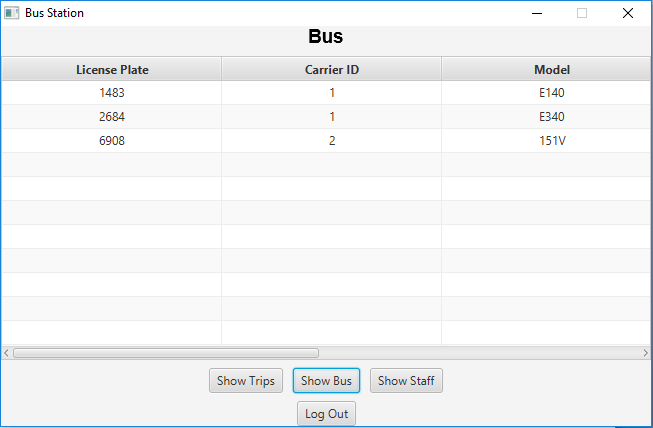 Bus Station
Bus
License Plate Carrier ID Model
1483 1 E140
2684 1 E340
6908 2 151V
Show Trips Show Bus Show Staff
Log Out